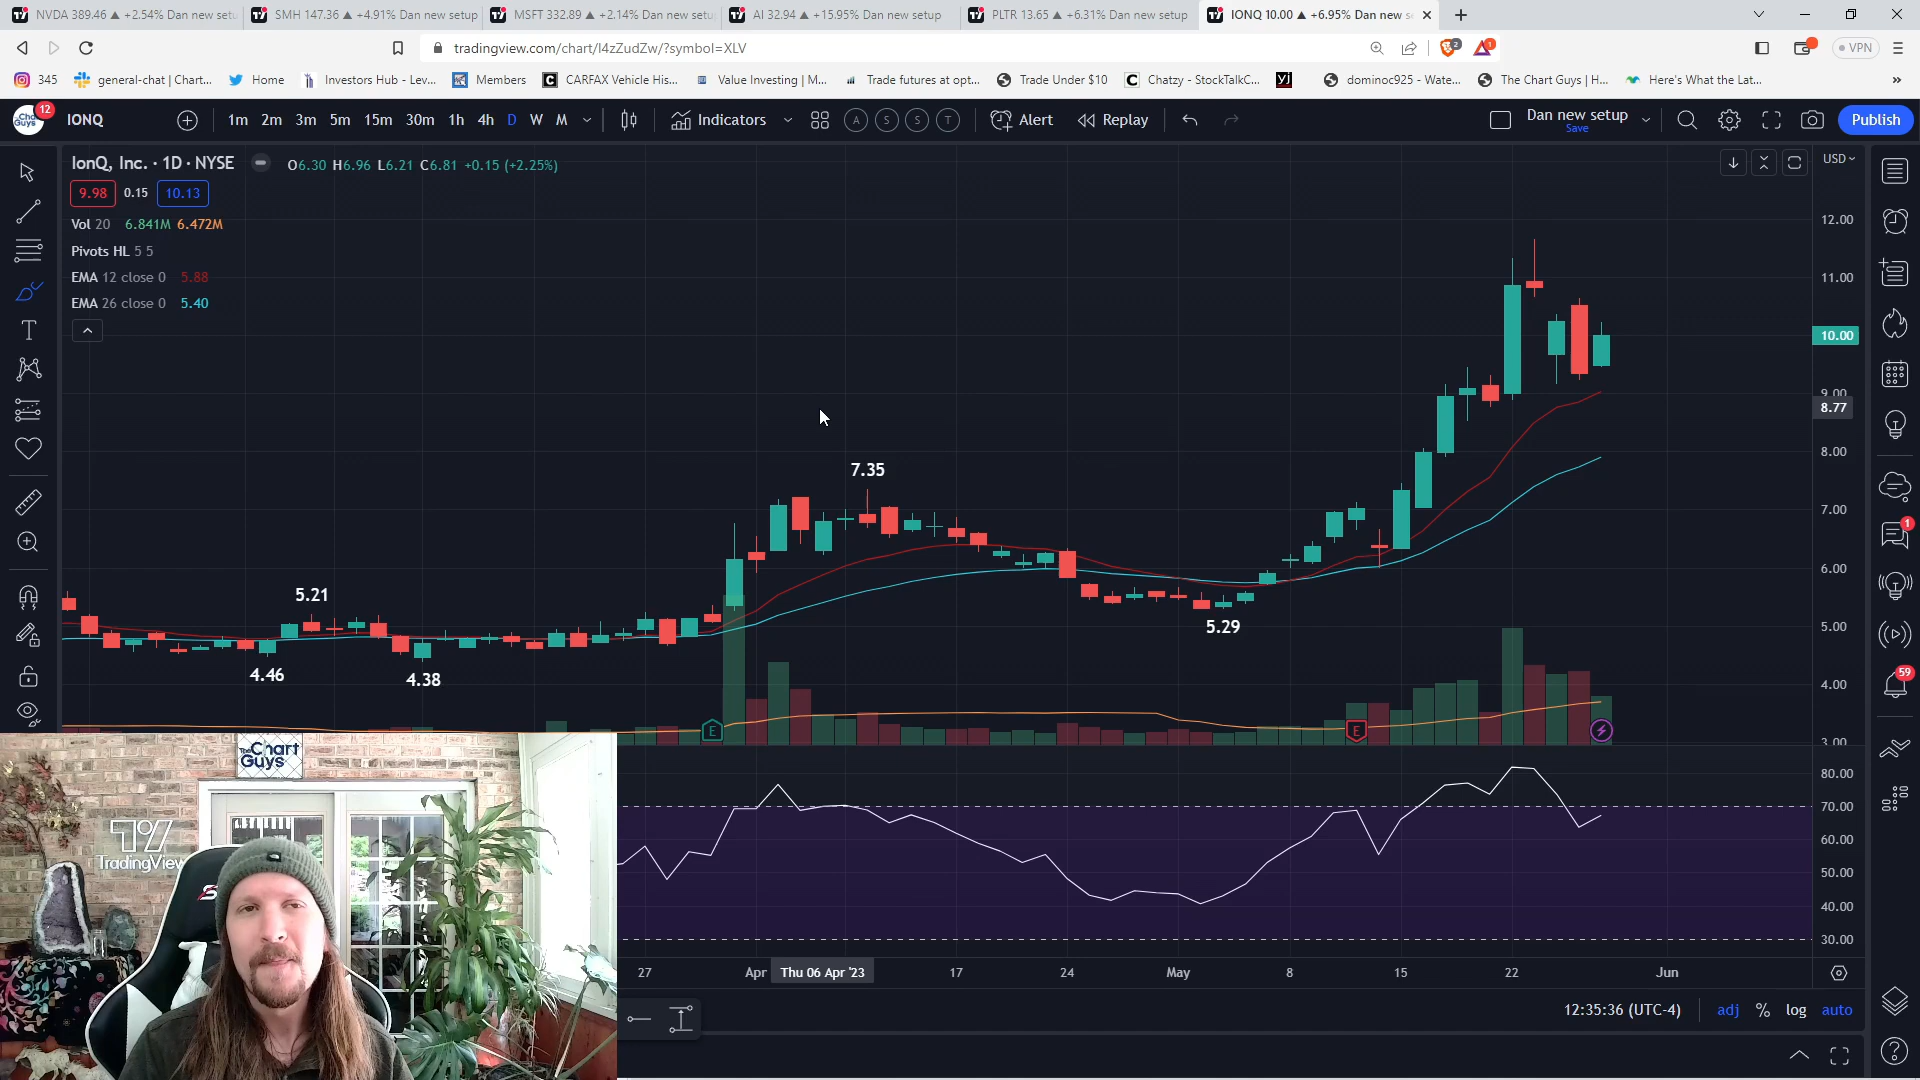 NVDA 389.46 ▲ +2.54% Dan new setu
SMH 147.36 ▲ +4.91% Dan new setup
MSFT 332.89 ▲ +2.14% Dan new setu
AI 32.94 ▲ +15.95% Dan new setup
PLTR 13.65 ▲ +6.31% Dan new setup
IONQ 10.00 ▲ +6.95% Dan new s
tradingview.com/chart/I4zZudZw/?symbol=XLV
2
1
VPN
345
general-chat | Chart...
Home
Investors Hub - Lev...
Members
CARFAX Vehicle His...
Value Investing | M...
Trade futures at opt...
Trade Under $10
Chatzy - StockTalkC...
dominoc925 - Wate...
The Chart Guys | H...
Here's What the Lat...
»
12
IONQ
1m 2m 3m 5m 15m 30m 1h 4h D W M
Indicators
A S S T
Alert
Replay
Dan new setup
Save
Publish
IonQ, Inc. · 1D · NYSE
O6.30 H6.96 L6.21 C6.81 +0.15 (+2.25%)
USD
9.98 0.15 10.13
Vol 20 6.841M 6.472M
Pivots HL 5 5
EMA 12 close 0 5.88
EMA 26 close 0 5.40
12.00
11.00
10.00
9.00
8.77
8.00
7.00
6.00
5.00
4.00
3.00
7.35
5.21
4.46
4.38
5.29
E
E
1
59
80.00
70.00
60.00
50.00
40.00
30.00
27 Apr Thu 06 Apr '23 17 24 May 8 15 22 Jun
12:35:36 (UTC-4) adj % log auto
The Chart Guys
TradingView